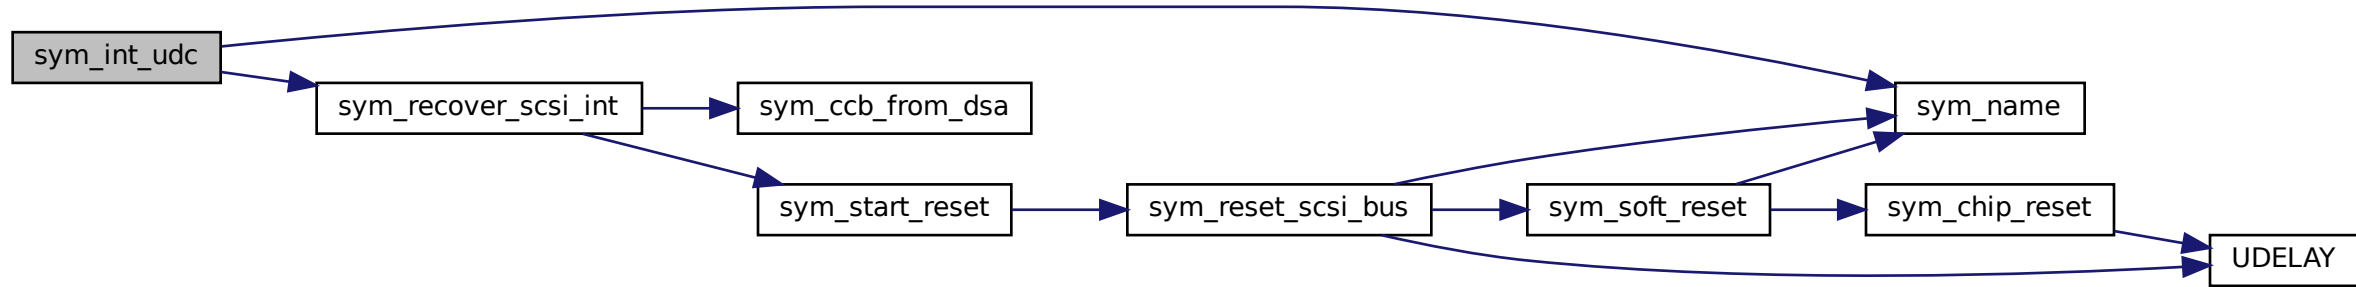 sym_int_udc
sym_recover_scsi_int
sym_ccb_from_dsa
sym_name
sym_start_reset
sym_reset_scsi_bus
sym_soft_reset
sym_chip_reset
UDELAY